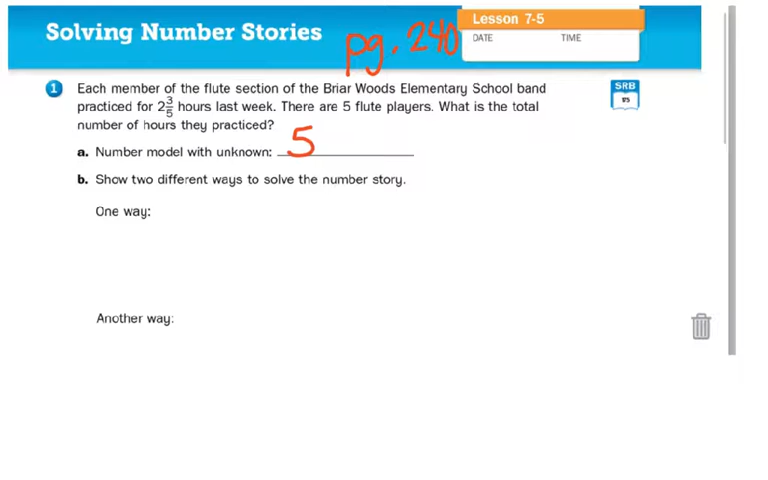 Solving Number Stories
pg. 240
Lesson 7-5
DATE TIME
SRB
1 Each member of the flute section of the Briar Woods Elementary School band
practiced for 2 3/5 hours last week. There are 5 flute players. What is the total
number of hours they practiced?
a. Number model with unknown: 5
b. Show two different ways to solve the number story.
One way:
Another way: